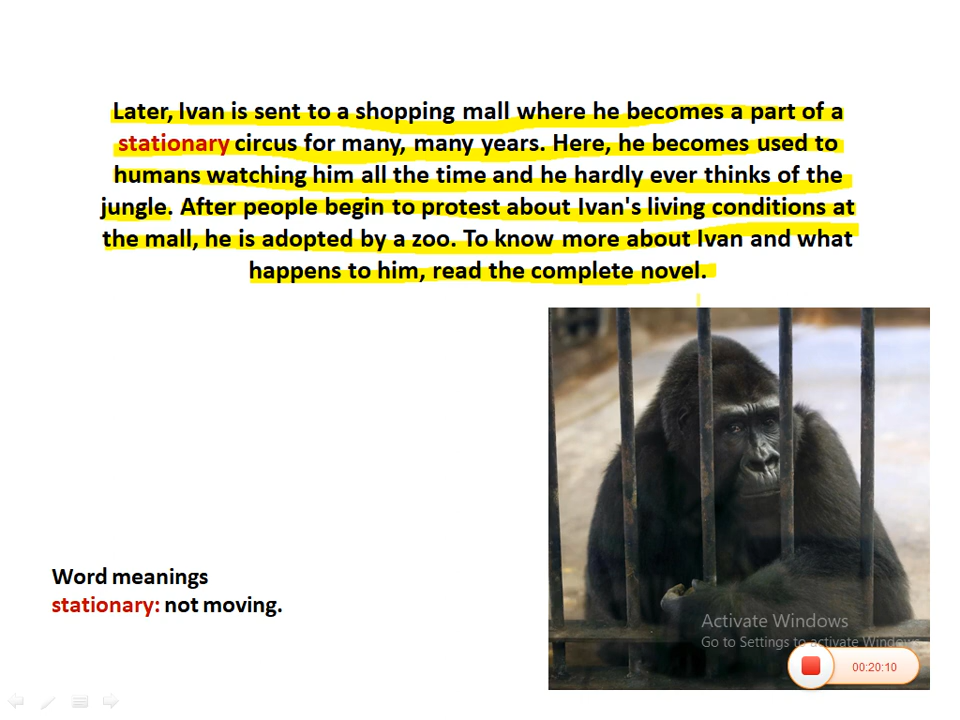 Later, Ivan is sent to a shopping mall where he becomes a part of a
stationary circus for many, many years. Here, he becomes used to
humans watching him all the time and he hardly ever thinks of the
jungle. After people begin to protest about Ivan's living conditions at
the mall, he is adopted by a zoo. To know more about Ivan and what
happens to him, read the complete novel.
Word meanings
stationary: not moving.
Activate Windows
Go to Settings to activate Windows.
00:20:10